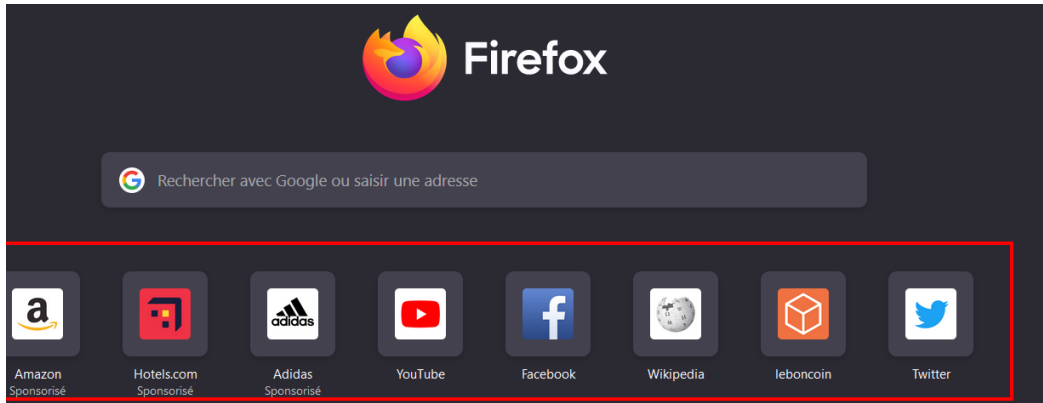 Firefox
Rechercher avec Google ou saisir une adresse
a
adidas
f
Amazon
Sponsorisé
Hotels.com
Sponsorisé
Adidas
Sponsorisé
YouTube
Facebook
Wikipedia
leboncoin
Twitter